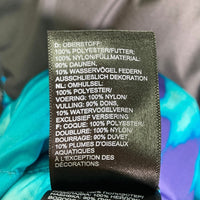 D: OBERSTOFF:
100% POLYESTER/FUTTER:
100% NYLON/FÜLLMATERIAL
90% DAUNEN,
10% WASSERVÖGEL FEDERN
AUSSCHLIESSLICH DEKORATION
NL: OMHULSEL:
100% POLYESTER/
VOERING: 100% NYLON/
VULLING: 90% DONS,
10% WATERVOGELVEREN
EXCLUSIEF VERSIERING
F: COQUE: 100% POLYESTER/
DOUBLURE: 100% NYLON/
BOURRAGE: 90% DUVET,
10% PLUMES D'OISEAUX
AQUATIQUES
À L'EXCEPTION DES
DÉCORATIONS